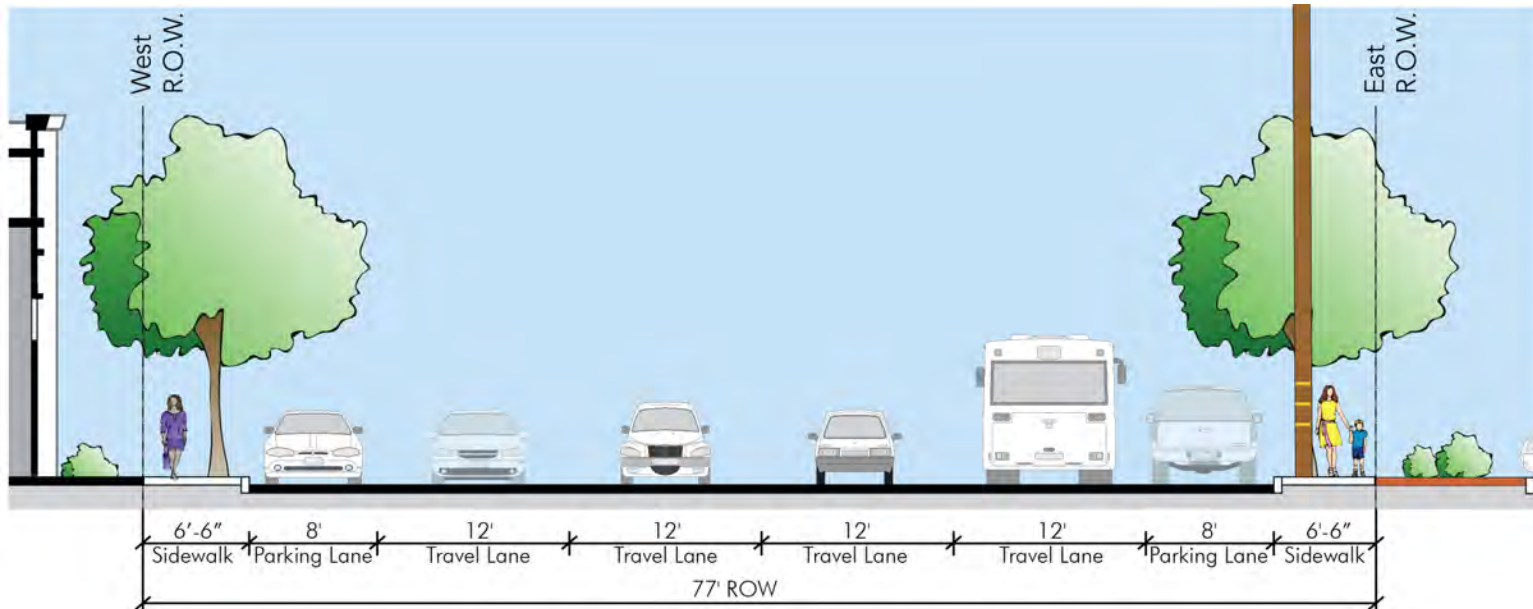 West
R.O.W.
East
R.O.W.
6'-6" 8' 12' 12' 12' 12' 8' 6'-6"
Sidewalk Parking Lane Travel Lane Travel Lane Travel Lane Travel Lane Parking Lane Sidewalk
77' ROW